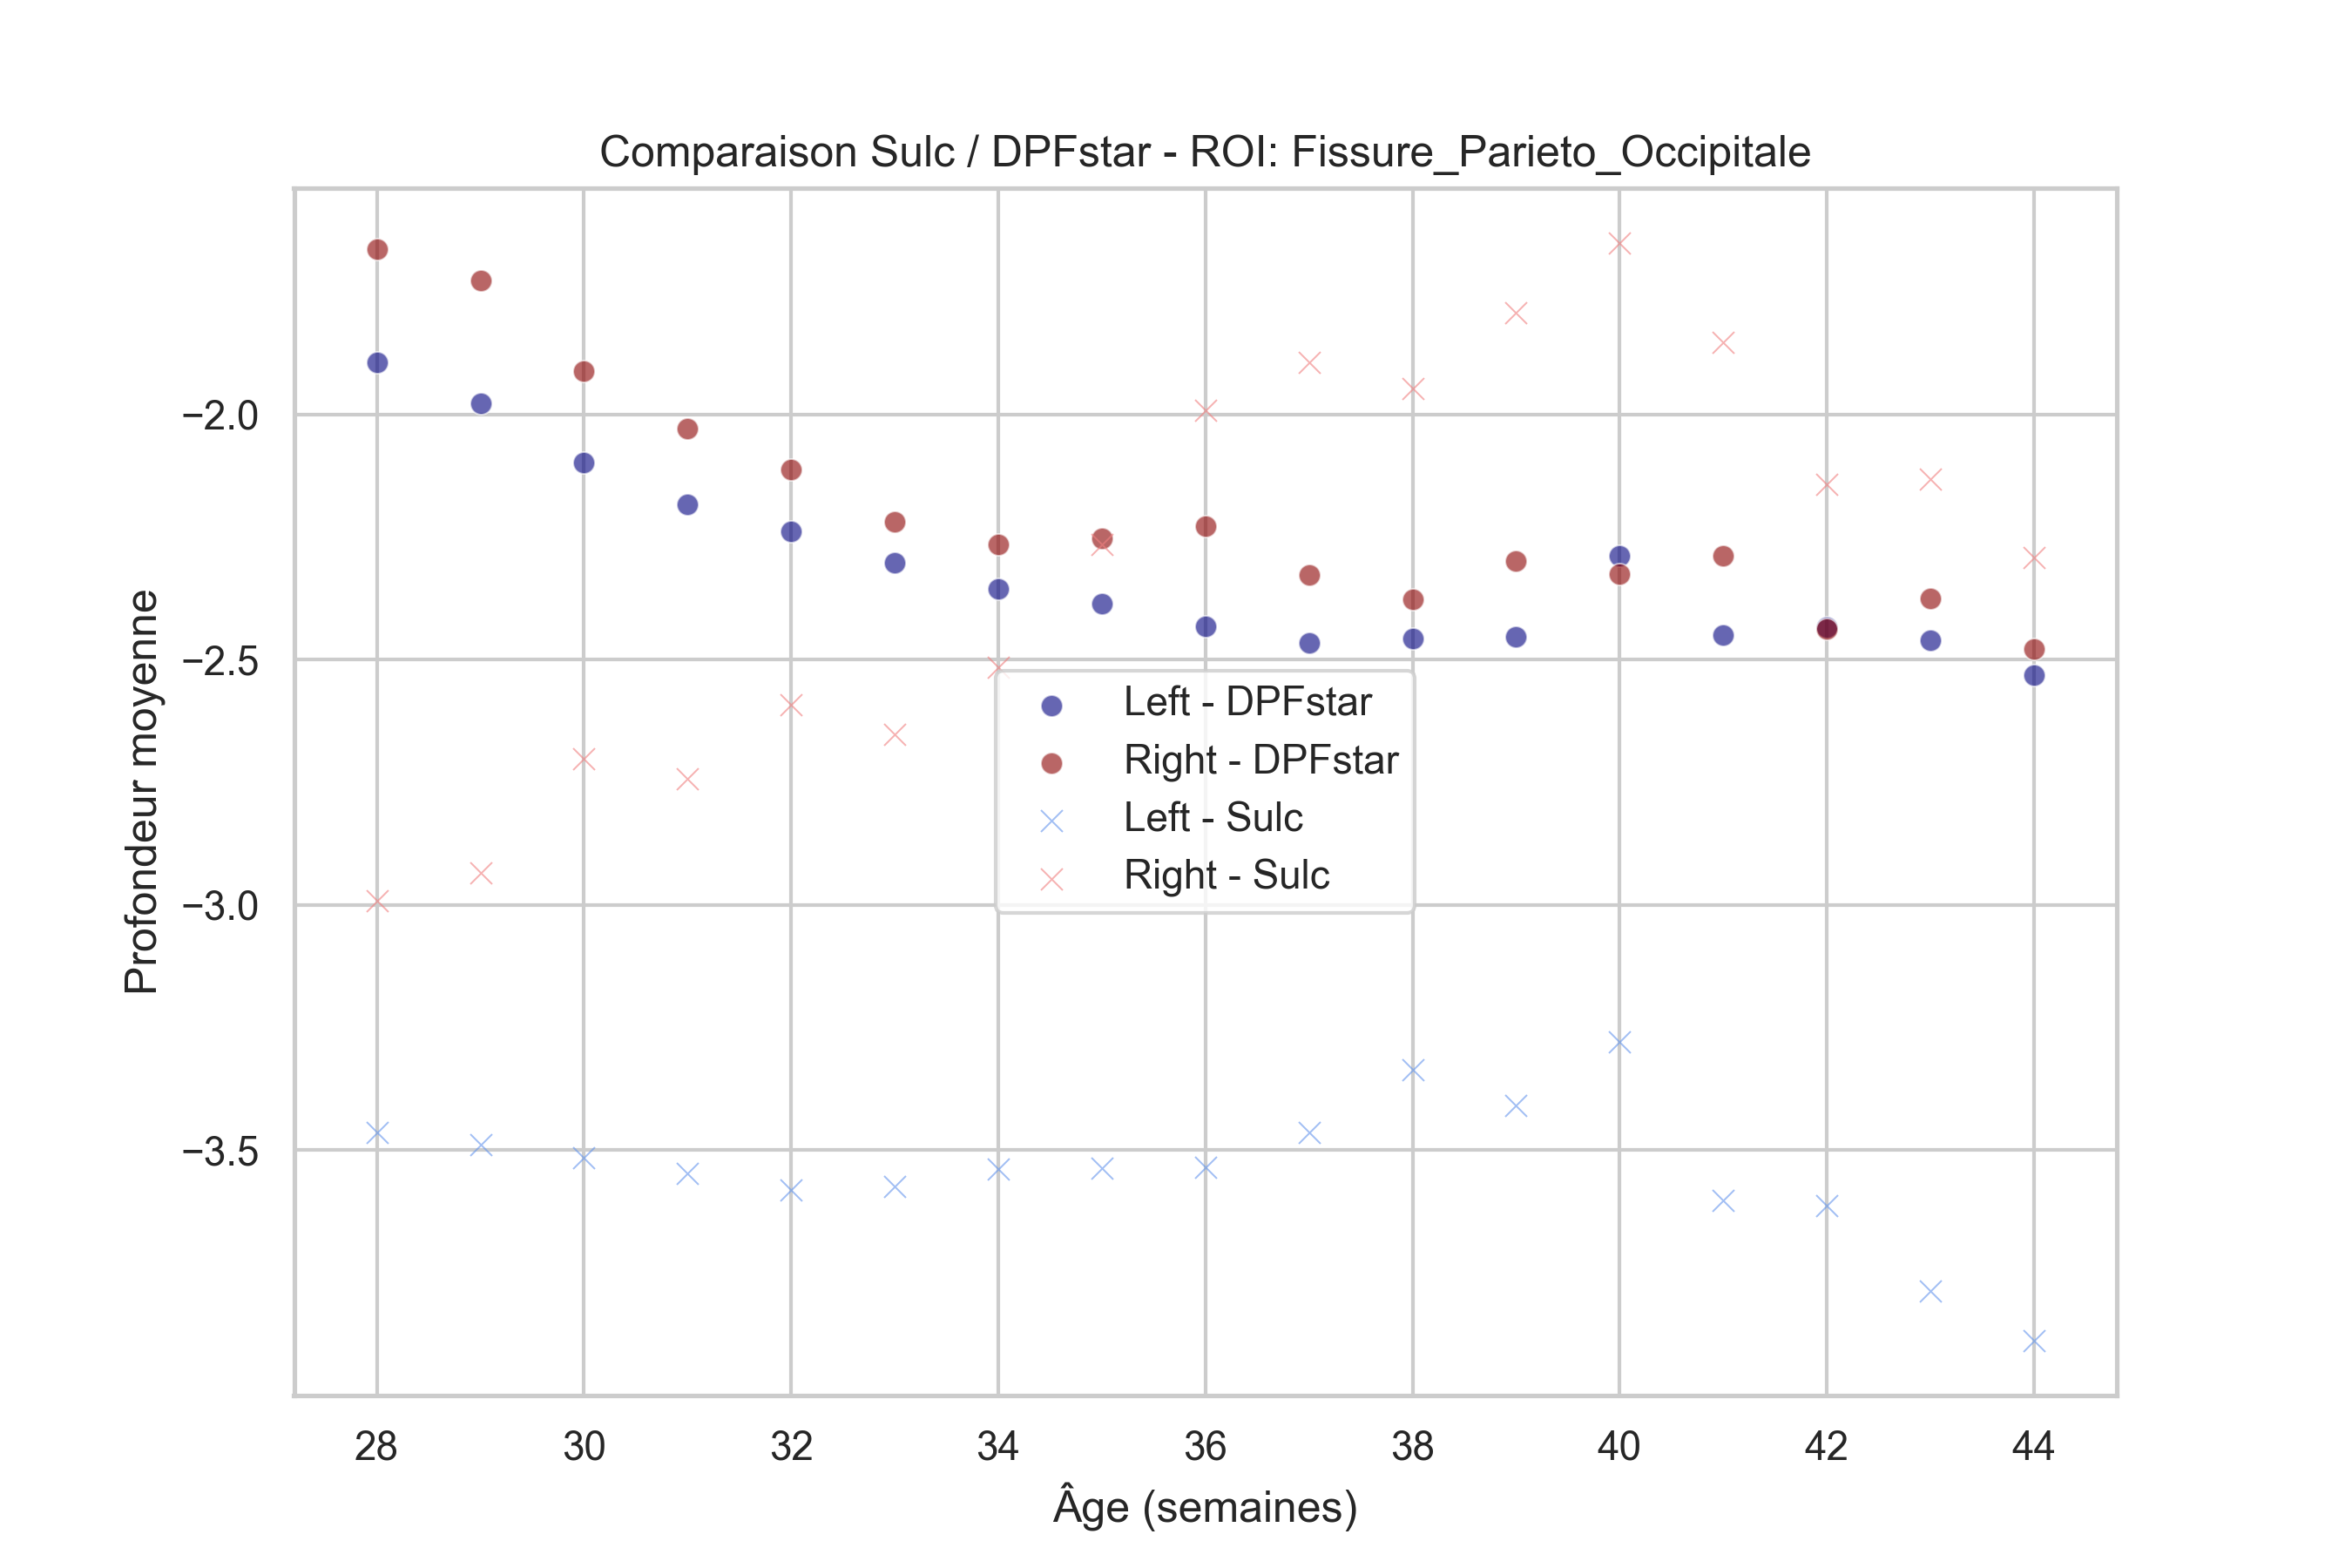 Comparaison Sulc / DPFstar - ROI: Fissure_Parieto_Occipitale
Profondeur moyenne
−2.0
−2.5
−3.0
−3.5
Left - DPFstar
Right - DPFstar
Left - Sulc
Right - Sulc
28 30 32 34 36 38 40 42 44
Âge (semaines)